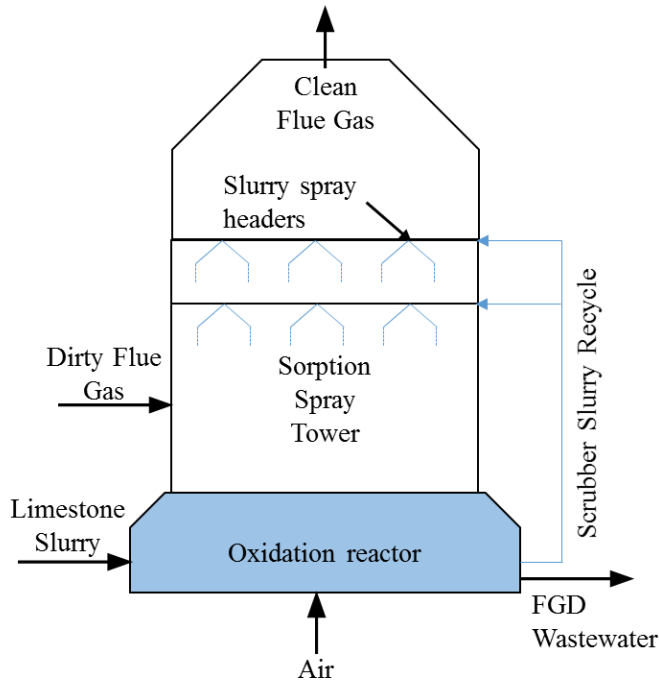 Clean
Flue Gas
Slurry spray
headers
Dirty Flue
Gas
Sorption
Spray
Tower
Scrubber Slurry Recycle
Limestone
Slurry
Oxidation reactor
FGD
Wastewater
Air